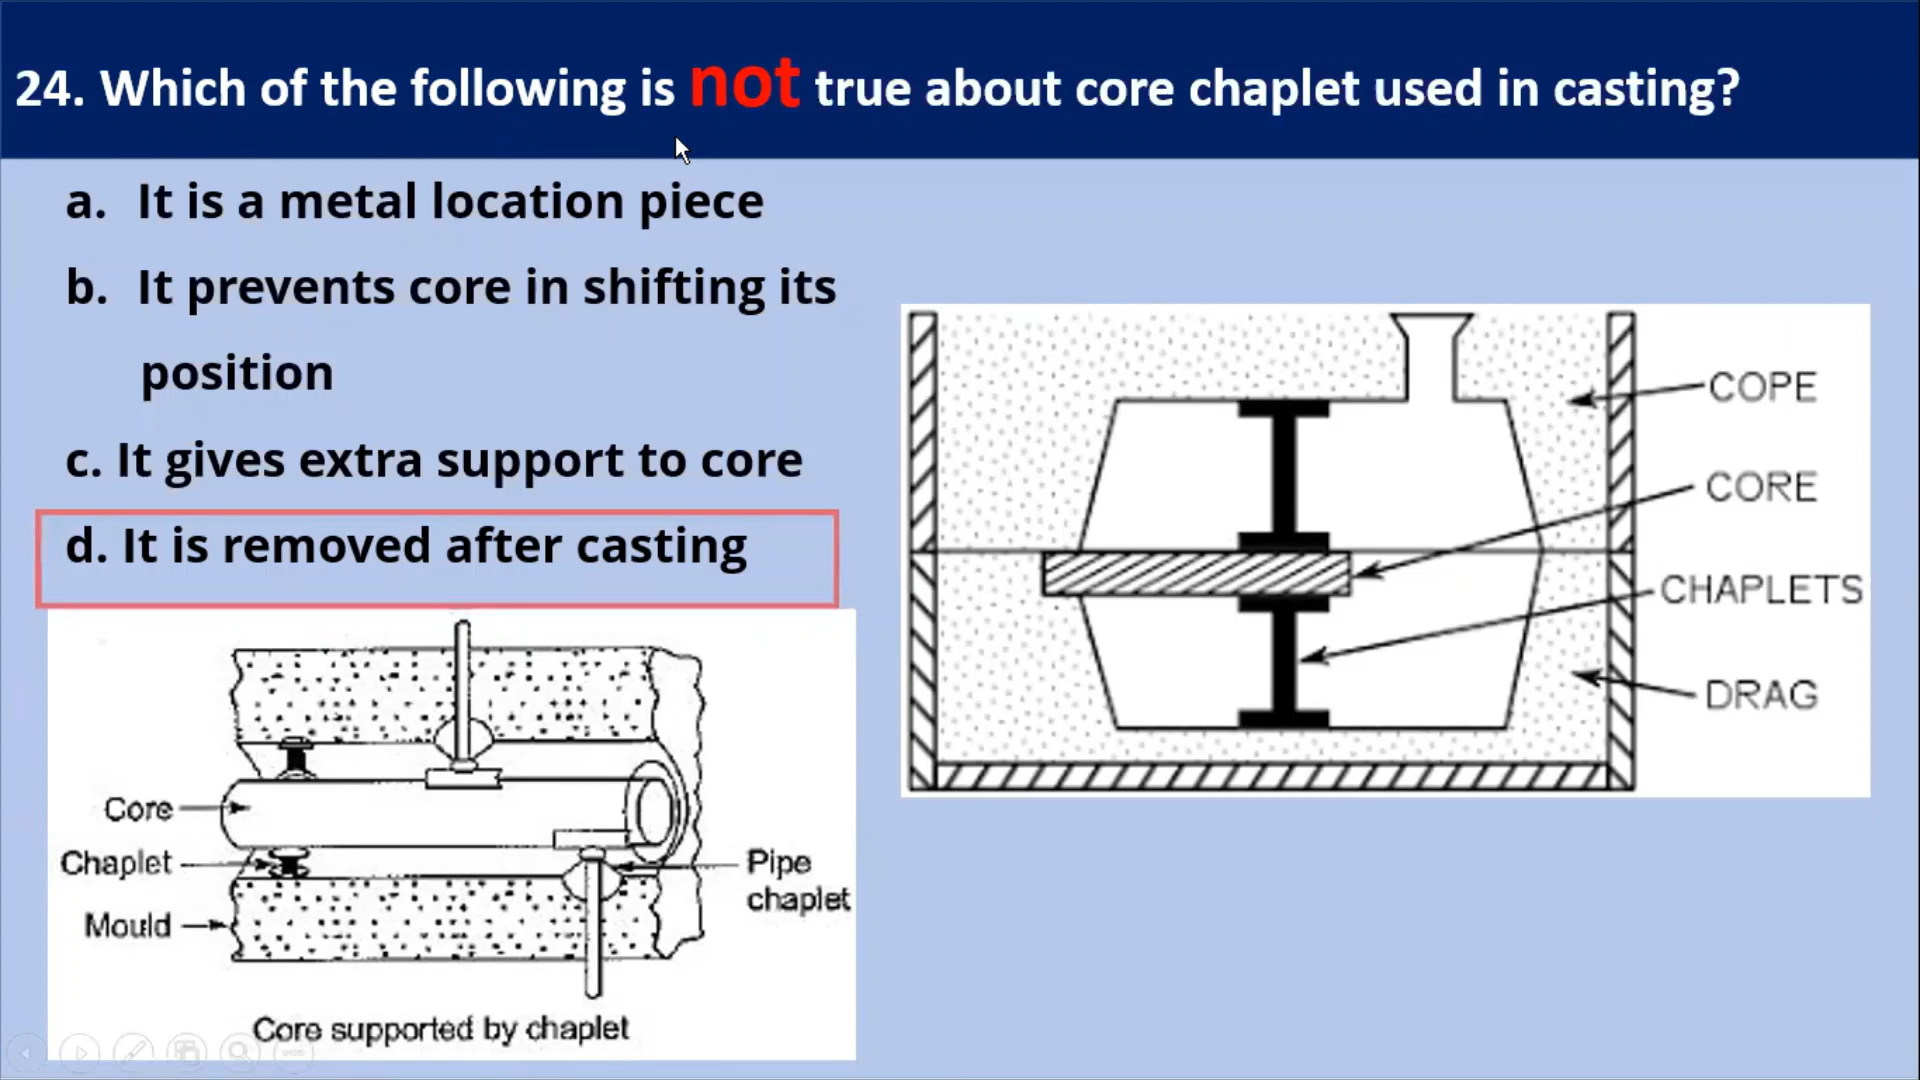 24. Which of the following is not true about core chaplet used in casting?
a. It is a metal location piece
b. It prevents core in shifting its
position
c. It gives extra support to core
d. It is removed after casting
COPE
CORE
CHAPLETS
DRAG
Core
Chaplet
Mould
Pipe
chaplet
Core supported by chaplet